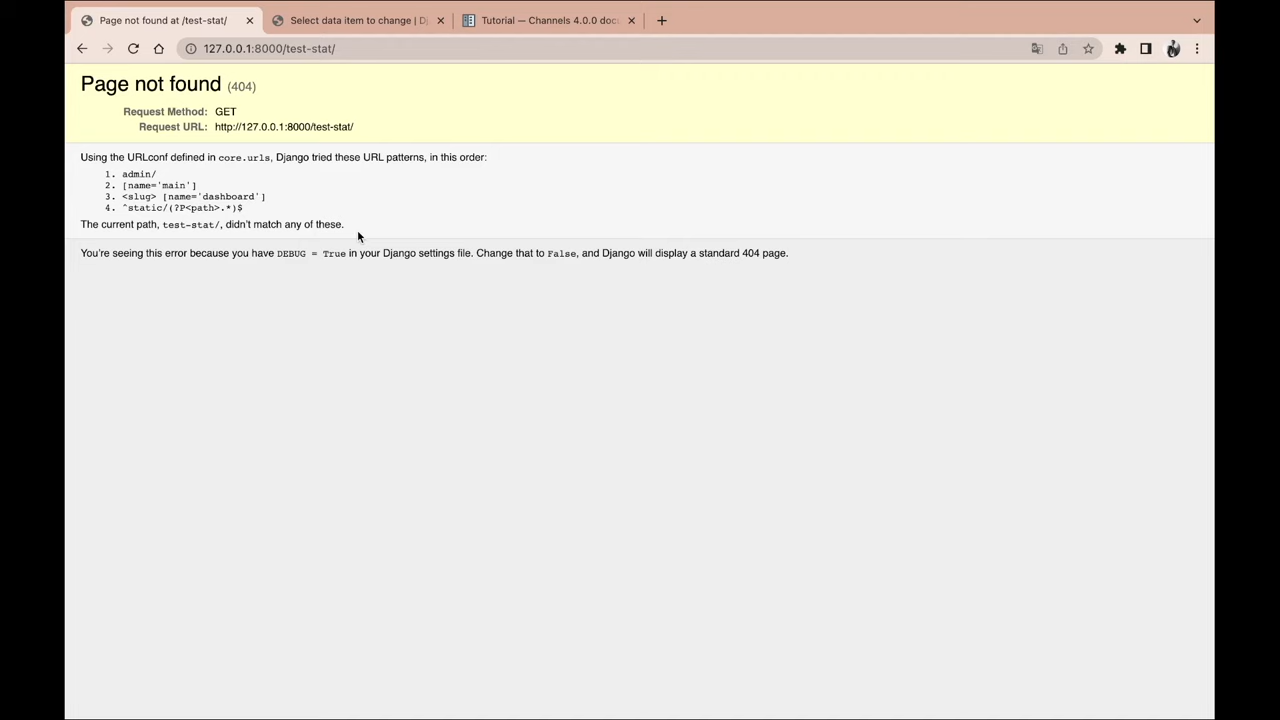 Page not found at /test-stat/
Select data item to change | Dj
Tutorial — Channels 4.0.0 docu
127.0.0.1:8000/test-stat/
Page not found (404)
Request Method: GET
Request URL: http://127.0.0.1:8000/test-stat/
Using the URLconf defined in core.urls, Django tried these URL patterns, in this order:
1. admin/
2. [name='main']
3. <slug> [name='dashboard']
4. ^static/(?P<path>.*)$
The current path, test-stat/, didn't match any of these.
You're seeing this error because you have DEBUG = True in your Django settings file. Change that to False, and Django will display a standard 404 page.